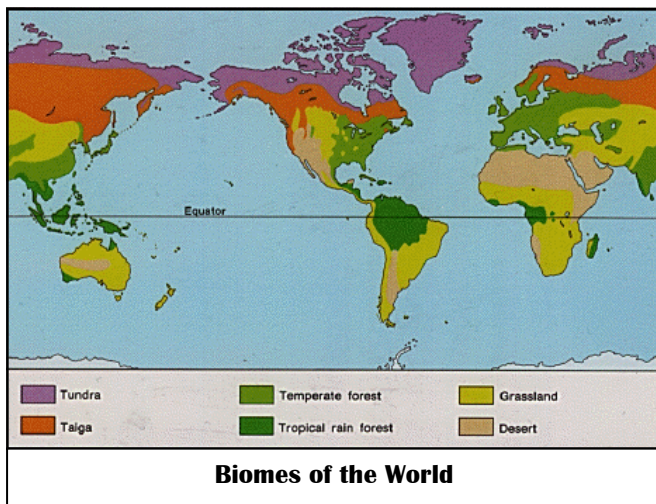 Equator
Tundra
Temperate forest
Grassland
Taiga
Tropical rain forest
Desert
Biomes of the World